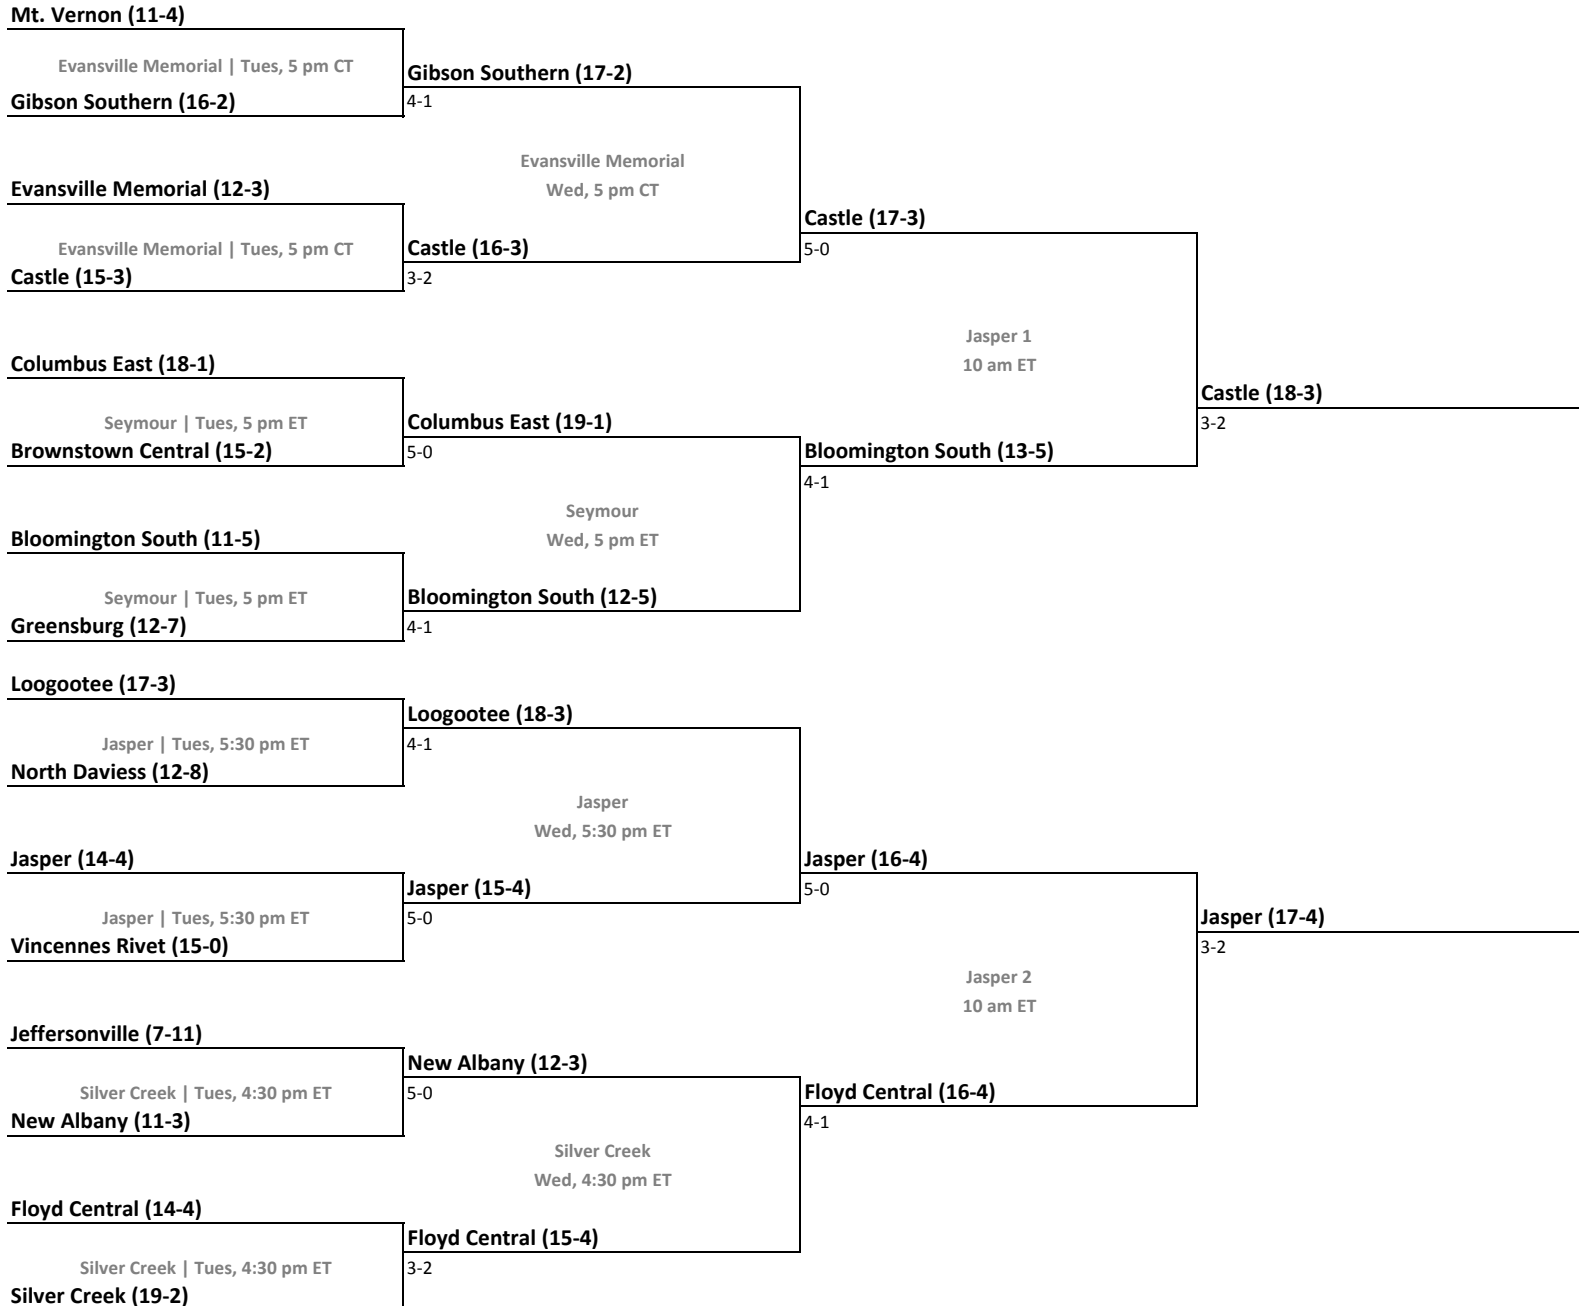 Mt. Vernon (11-4)
Evansville Memorial | Tues, 5 pm CT
Gibson Southern (17-2)
Gibson Southern (16-2)
4-1
Evansville Memorial
Wed, 5 pm CT
Evansville Memorial (12-3)
Castle (17-3)
Evansville Memorial | Tues, 5 pm CT
Castle (16-3)
5-0
Castle (15-3)
3-2
Jasper 1
10 am ET
Columbus East (18-1)
Castle (18-3)
Seymour | Tues, 5 pm ET
Columbus East (19-1)
3-2
Brownstown Central (15-2)
5-0
Bloomington South (13-5)
4-1
Seymour
Wed, 5 pm ET
Bloomington South (11-5)
Seymour | Tues, 5 pm ET
Bloomington South (12-5)
Greensburg (12-7)
4-1
Loogootee (17-3)
Loogootee (18-3)
Jasper | Tues, 5:30 pm ET
4-1
North Daviess (12-8)
Jasper
Wed, 5:30 pm ET
Jasper (14-4)
Jasper (16-4)
Jasper (15-4)
5-0
Jasper | Tues, 5:30 pm ET
5-0
Jasper (17-4)
Vincennes Rivet (15-0)
3-2
Jasper 2
10 am ET
Jeffersonville (7-11)
New Albany (12-3)
Silver Creek | Tues, 4:30 pm ET
5-0
Floyd Central (16-4)
New Albany (11-3)
4-1
Silver Creek
Wed, 4:30 pm ET
Floyd Central (14-4)
Floyd Central (15-4)
Silver Creek | Tues, 4:30 pm ET
3-2
Silver Creek (19-2)